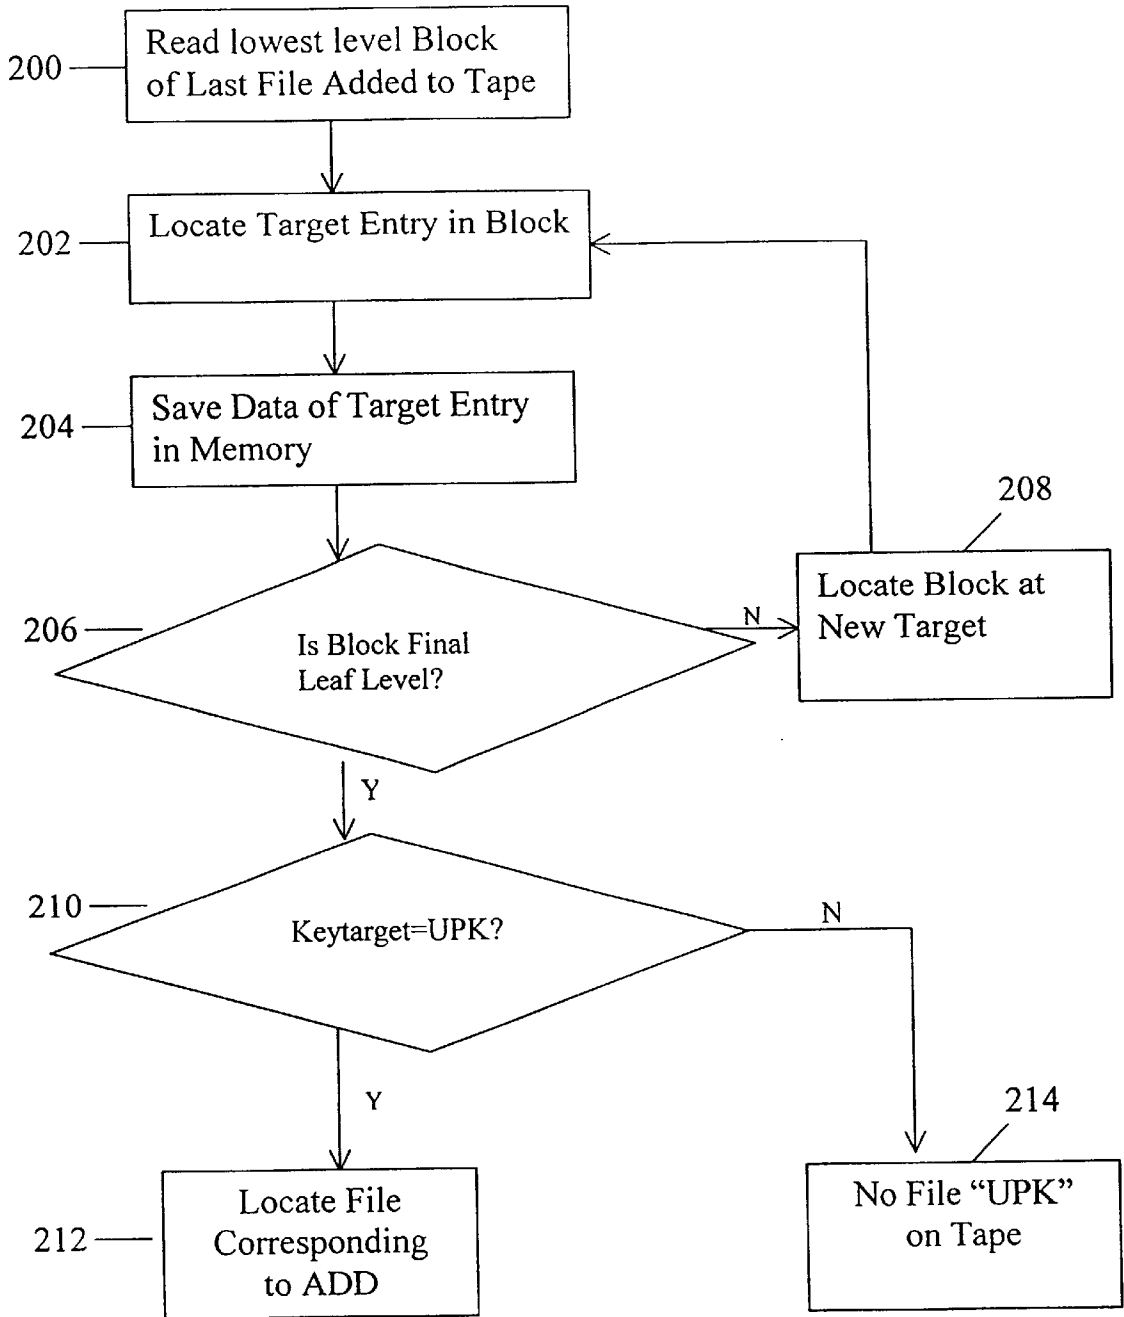 200
Read lowest level Block
of Last File Added to Tape
202
Locate Target Entry in Block
204
Save Data of Target Entry
in Memory
206
Is Block Final
Leaf Level?
N
208
Locate Block at
New Target
Y
210
Keytarget=UPK?
N
Y
212
Locate File
Corresponding
to ADD
214
No File “UPK”
on Tape